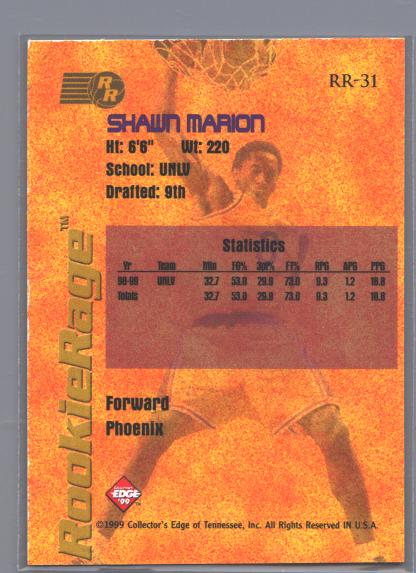 RR
RR-31
SHAWN MARION
Ht: 6'6" Wt: 220
School: UNLV
Drafted: 9th
RookieRage™
Statistics
Yr Team Min FG% 3pt% FT% RPG APG PPG
98-99 UNLV 32.7 53.0 29.9 73.0 9.3 1.2 18.8
Totals 32.7 53.0 29.9 73.0 9.3 1.2 18.8
Forward
Phoenix
Collector's
EDGE
'99
©1999 Collector's Edge of Tennessee, Inc. All Rights Reserved IN U.S.A.